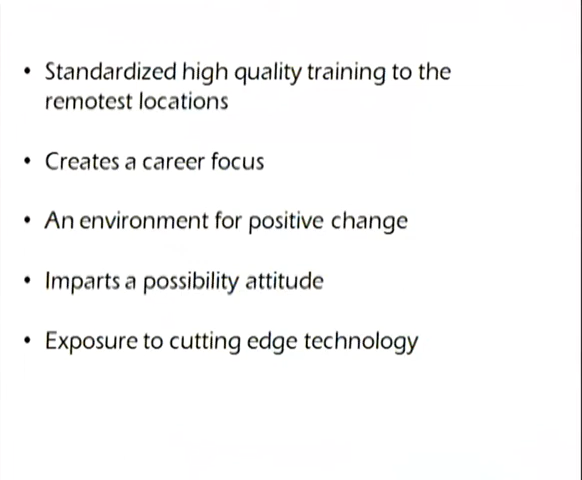 • Standardized high quality training to the
remotest locations
• Creates a career focus
• An environment for positive change
• Imparts a possibility attitude
• Exposure to cutting edge technology